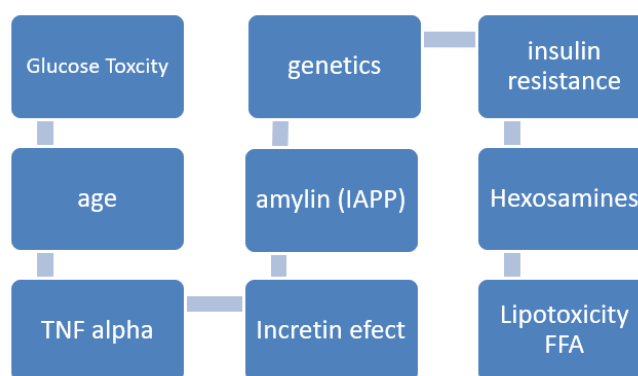 Glucose Toxcity
age
TNF alpha
Incretin efect
amylin (IAPP)
genetics
insulin
resistance
Hexosamines
Lipotoxicity
FFA